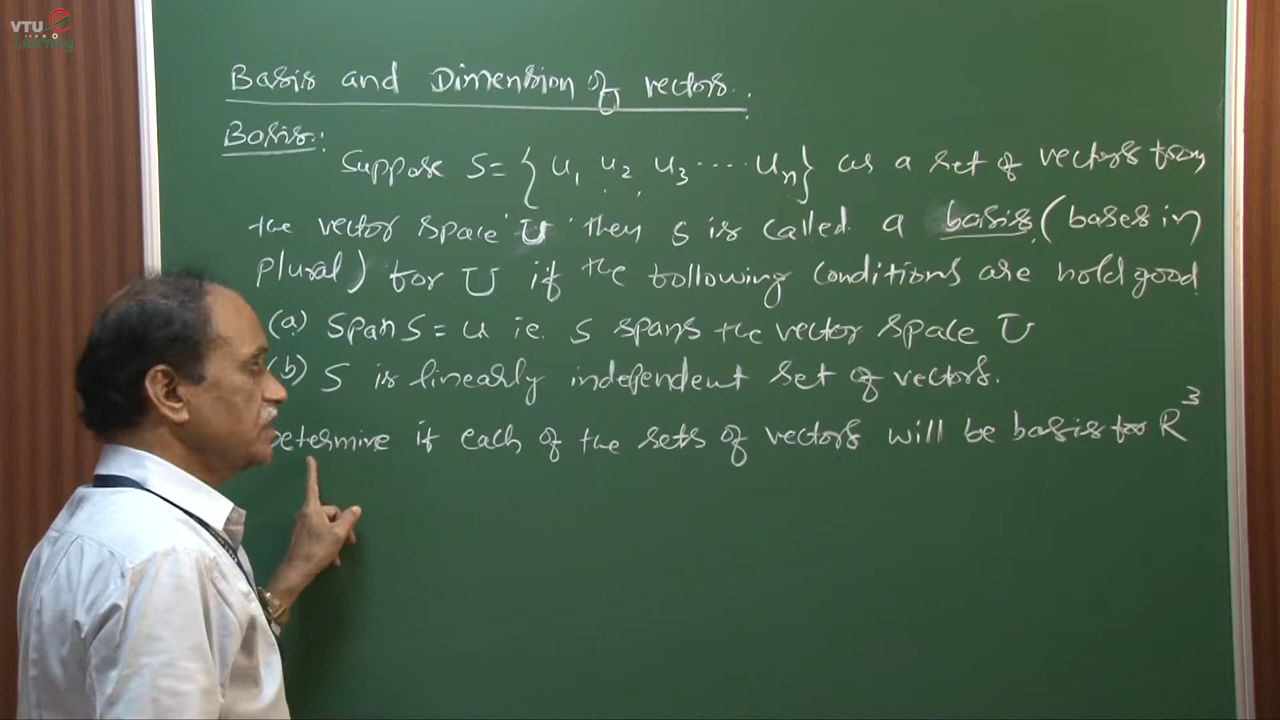 VTU e
Learning
Basis and Dimension of vectors.
Basis:
Suppose S = { u₁ u₂ u₃ .... uₙ } as a set of vectors from
the vector space U then S is called a basis (bases in
plural) for U if the following conditions are hold good
(a) Span S = u ie. S spans the vector space U
(b) S is linearly independent set of vectors.
Determine if each of the sets of vectors will be basis for R³